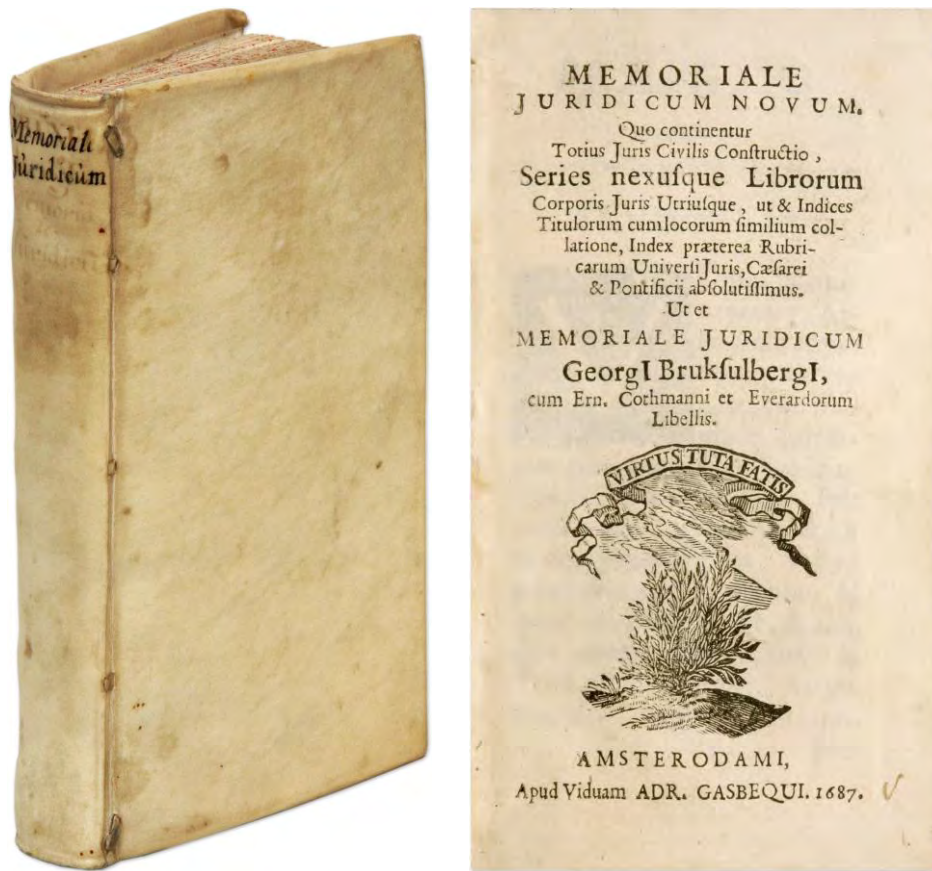 Memoriale
Júridicúm
MEMORIALE
JURIDICUM NOVUM.
Quo continentur
Totius Juris Civilis Conſtructio,
Series nexuſque Librorum
Corporis Juris Utriuſque, ut & Indices
Titulorum cum locorum ſimilium col-
latione, Index præterea Rubri-
carum Univerſi Juris, Cæſarei
& Pontificii abſolutiſſimus.
Ut et
MEMORIALE JURIDICUM
GeorgI BrukſulbergI,
cum Ern. Cothmanni et Everardorum
Libellis.
VIRTUS TUTA FATIS
AMSTERODAMI,
Apud Viduam ADR. GASBEQUI. 1687.